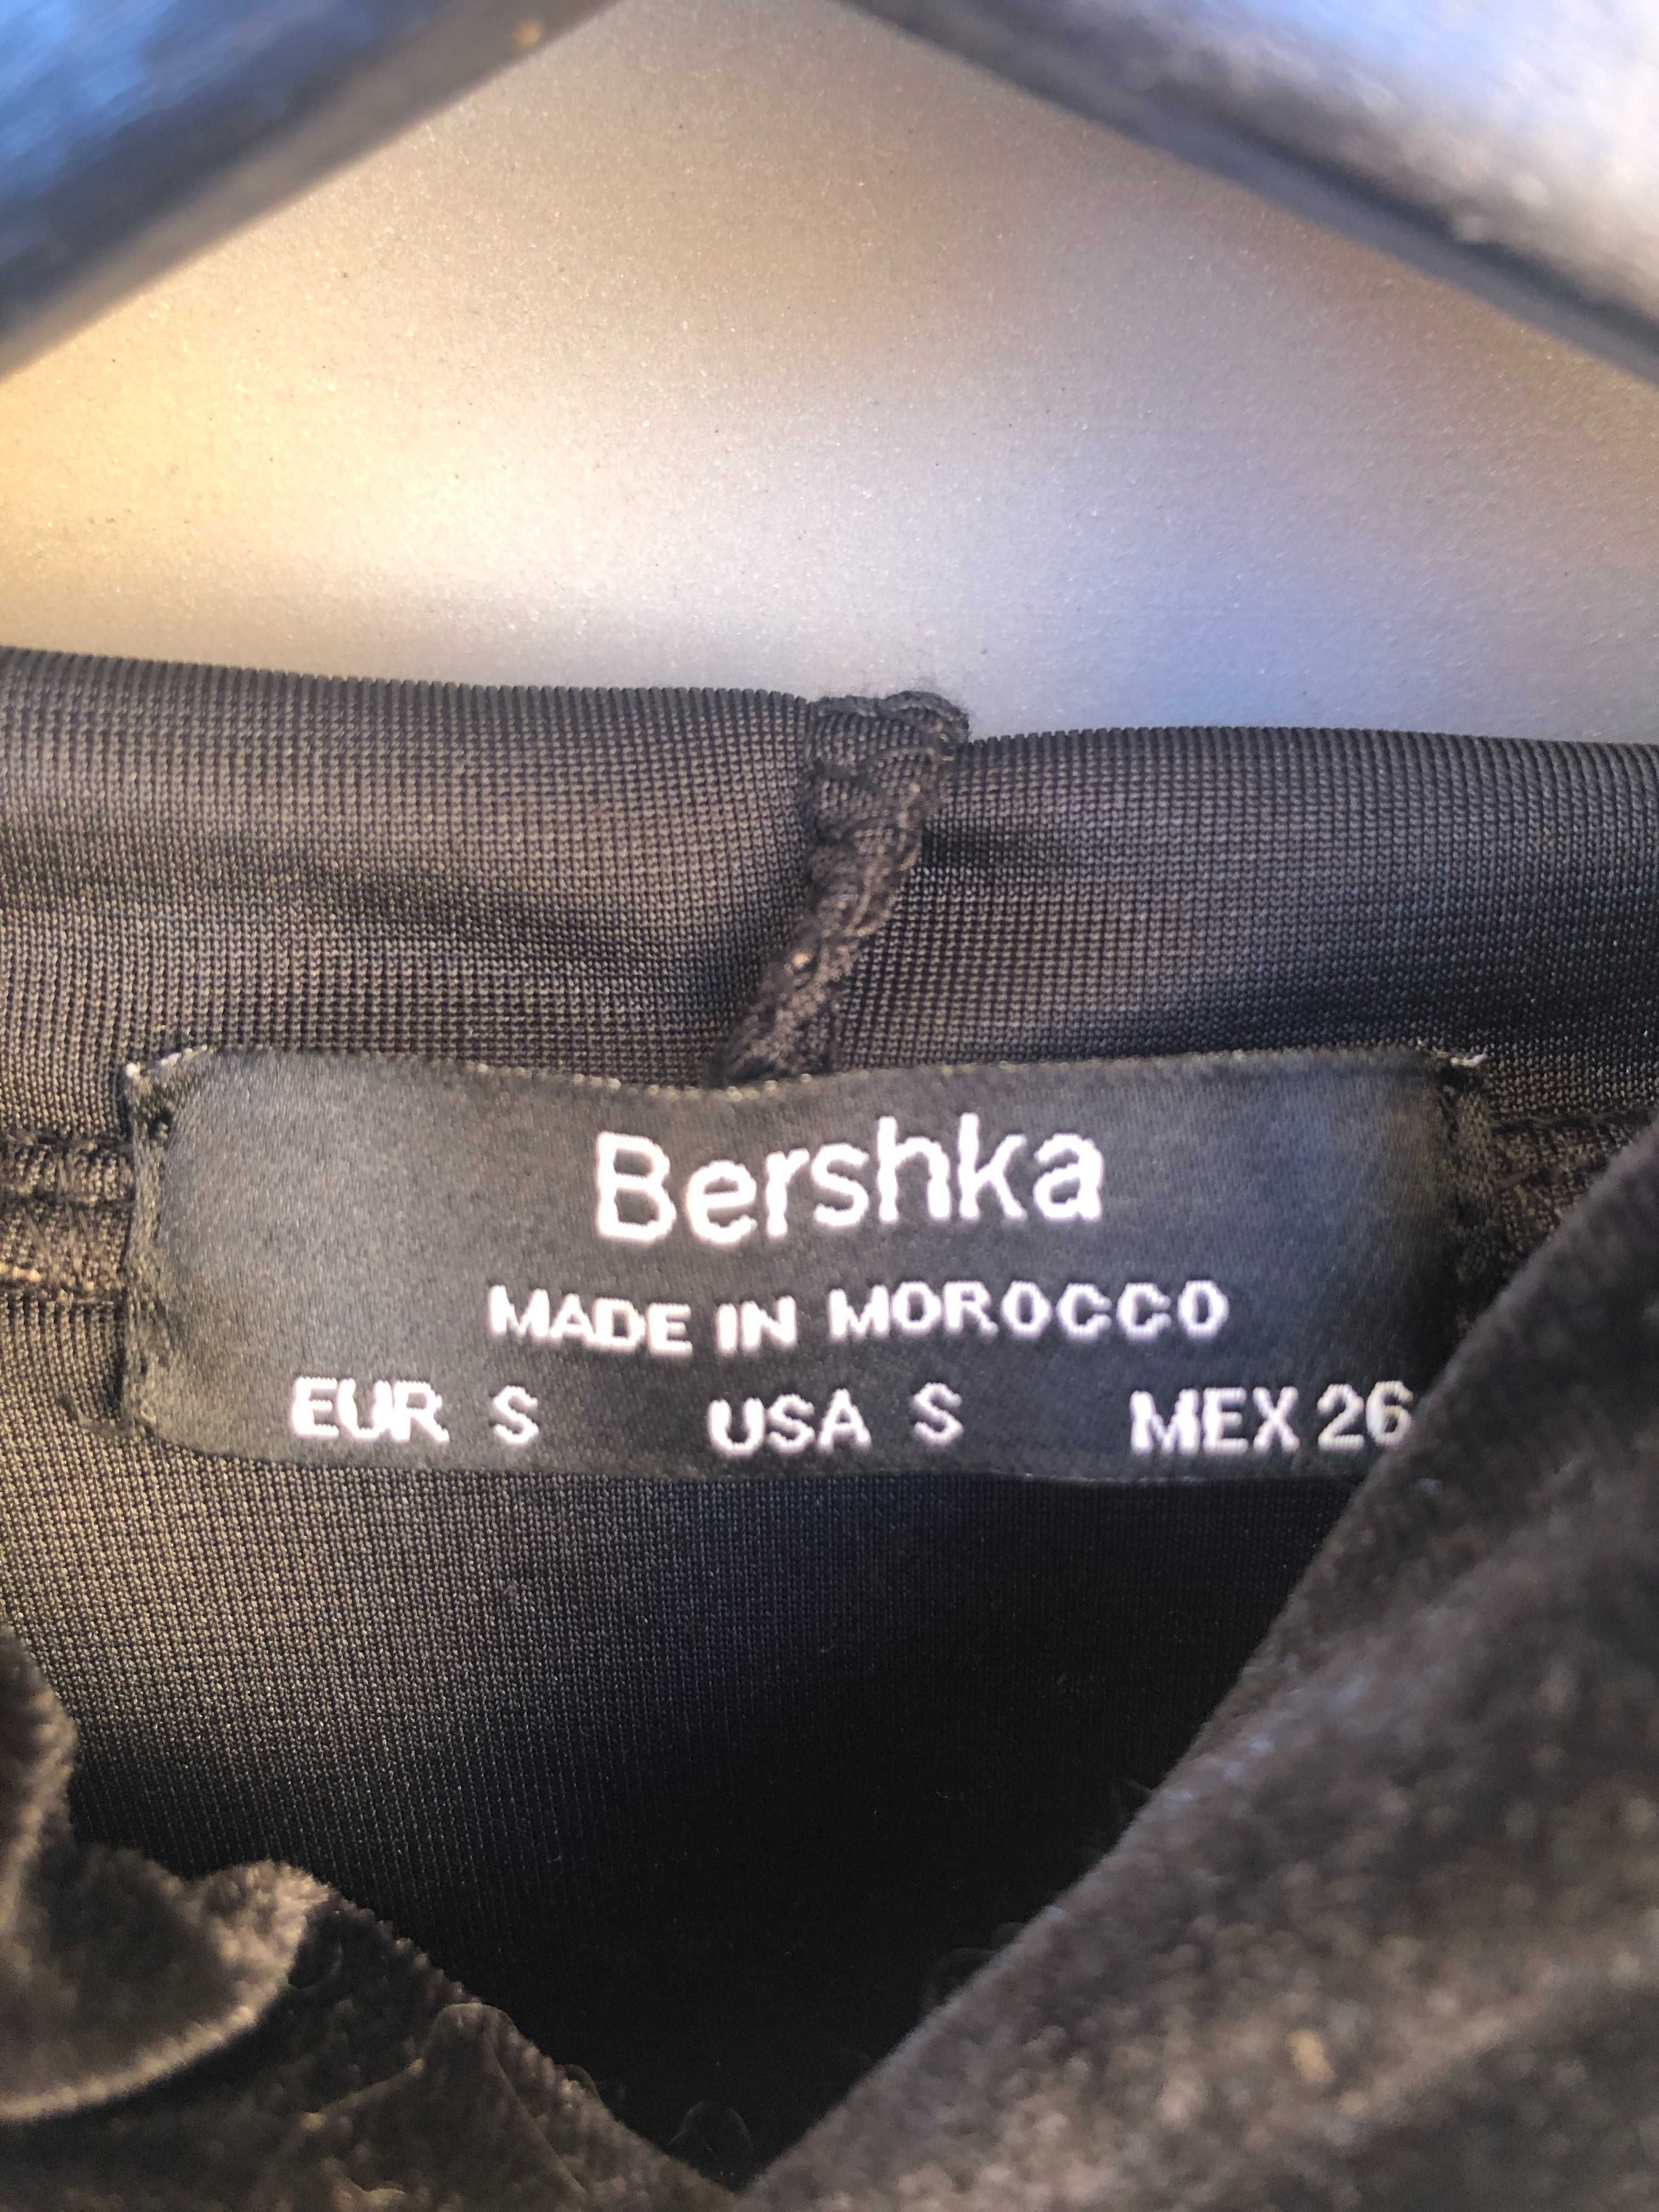 Bershka
MADE IN MOROCCO
EUR S USA S MEX 26